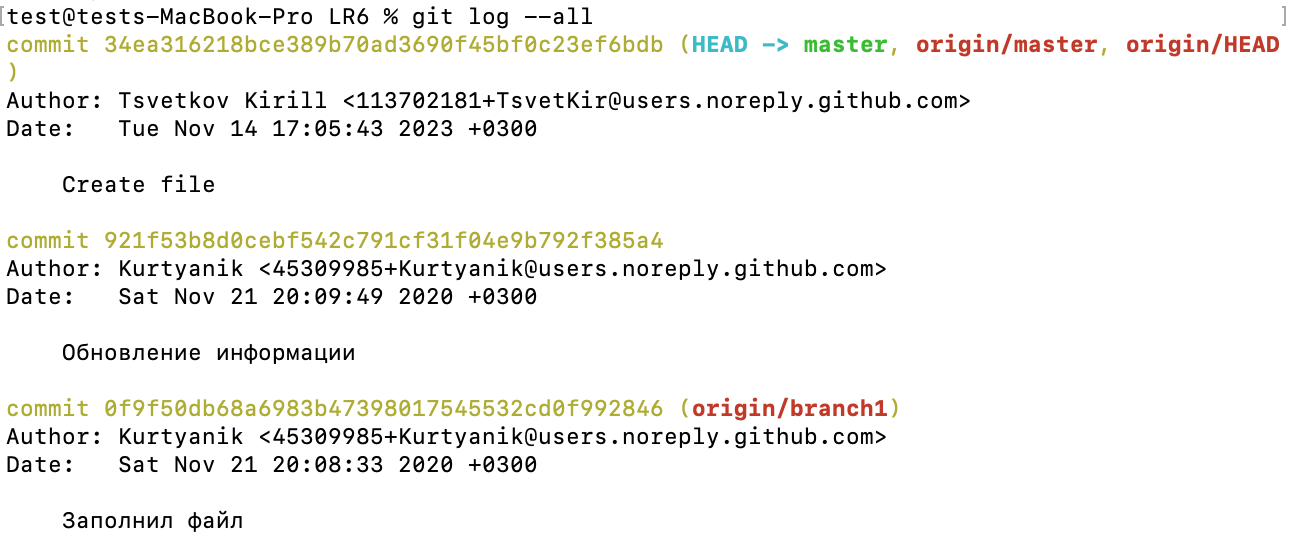 [test@tests-MacBook-Pro LR6 % git log --all ]
commit 34ea316218bce389b70ad3690f45bf0c23ef6bdb (HEAD -> master, origin/master, origin/HEAD
)
Author: Tsvetkov Kirill <113702181+TsvetKir@users.noreply.github.com>
Date:   Tue Nov 14 17:05:43 2023 +0300
    Create file
commit 921f53b8d0cebf542c791cf31f04e9b792f385a4
Author: Kurtyanik <45309985+Kurtyanik@users.noreply.github.com>
Date:   Sat Nov 21 20:09:49 2020 +0300
    Обновление информации
commit 0f9f50db68a6983b47398017545532cd0f992846 (origin/branch1)
Author: Kurtyanik <45309985+Kurtyanik@users.noreply.github.com>
Date:   Sat Nov 21 20:08:33 2020 +0300
    Заполнил файл